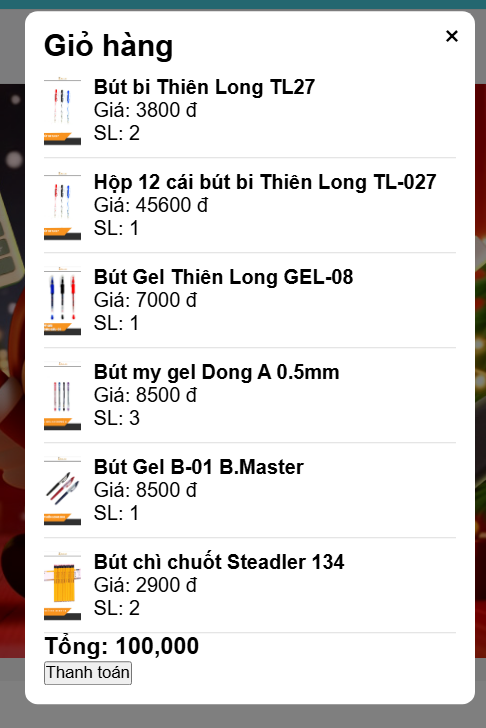 Giỏ hàng
×
Bút bi Thiên Long TL27
Giá: 3800 đ
SL: 2
Hộp 12 cái bút bi Thiên Long TL-027
Giá: 45600 đ
SL: 1
Bút Gel Thiên Long GEL-08
Giá: 7000 đ
SL: 1
Bút my gel Dong A 0.5mm
Giá: 8500 đ
SL: 3
Bút Gel B-01 B.Master
Giá: 8500 đ
SL: 1
Bút chì chuốt Steadler 134
Giá: 2900 đ
SL: 2
Tổng: 100,000
Thanh toán